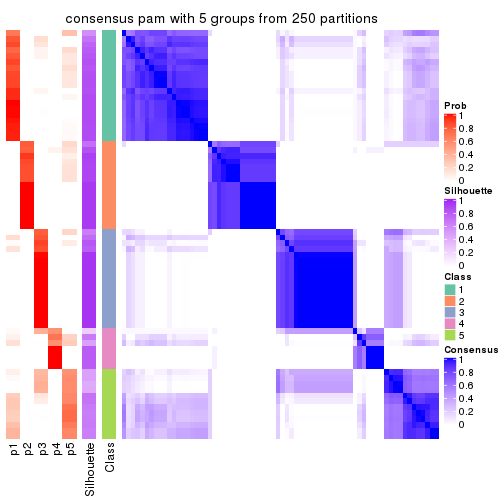 consensus pam with 5 groups from 250 partitions
Prob
1
0.8
0.6
0.4
0.2
0
Silhouette
1
0.8
0.6
0.4
0.2
0
Class
1
2
3
4
5
Consensus
1
0.8
0.6
0.4
0.2
0
p1
p2
p3
p4
p5
Silhouette
Class